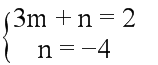 3m + n = 2
n = −4